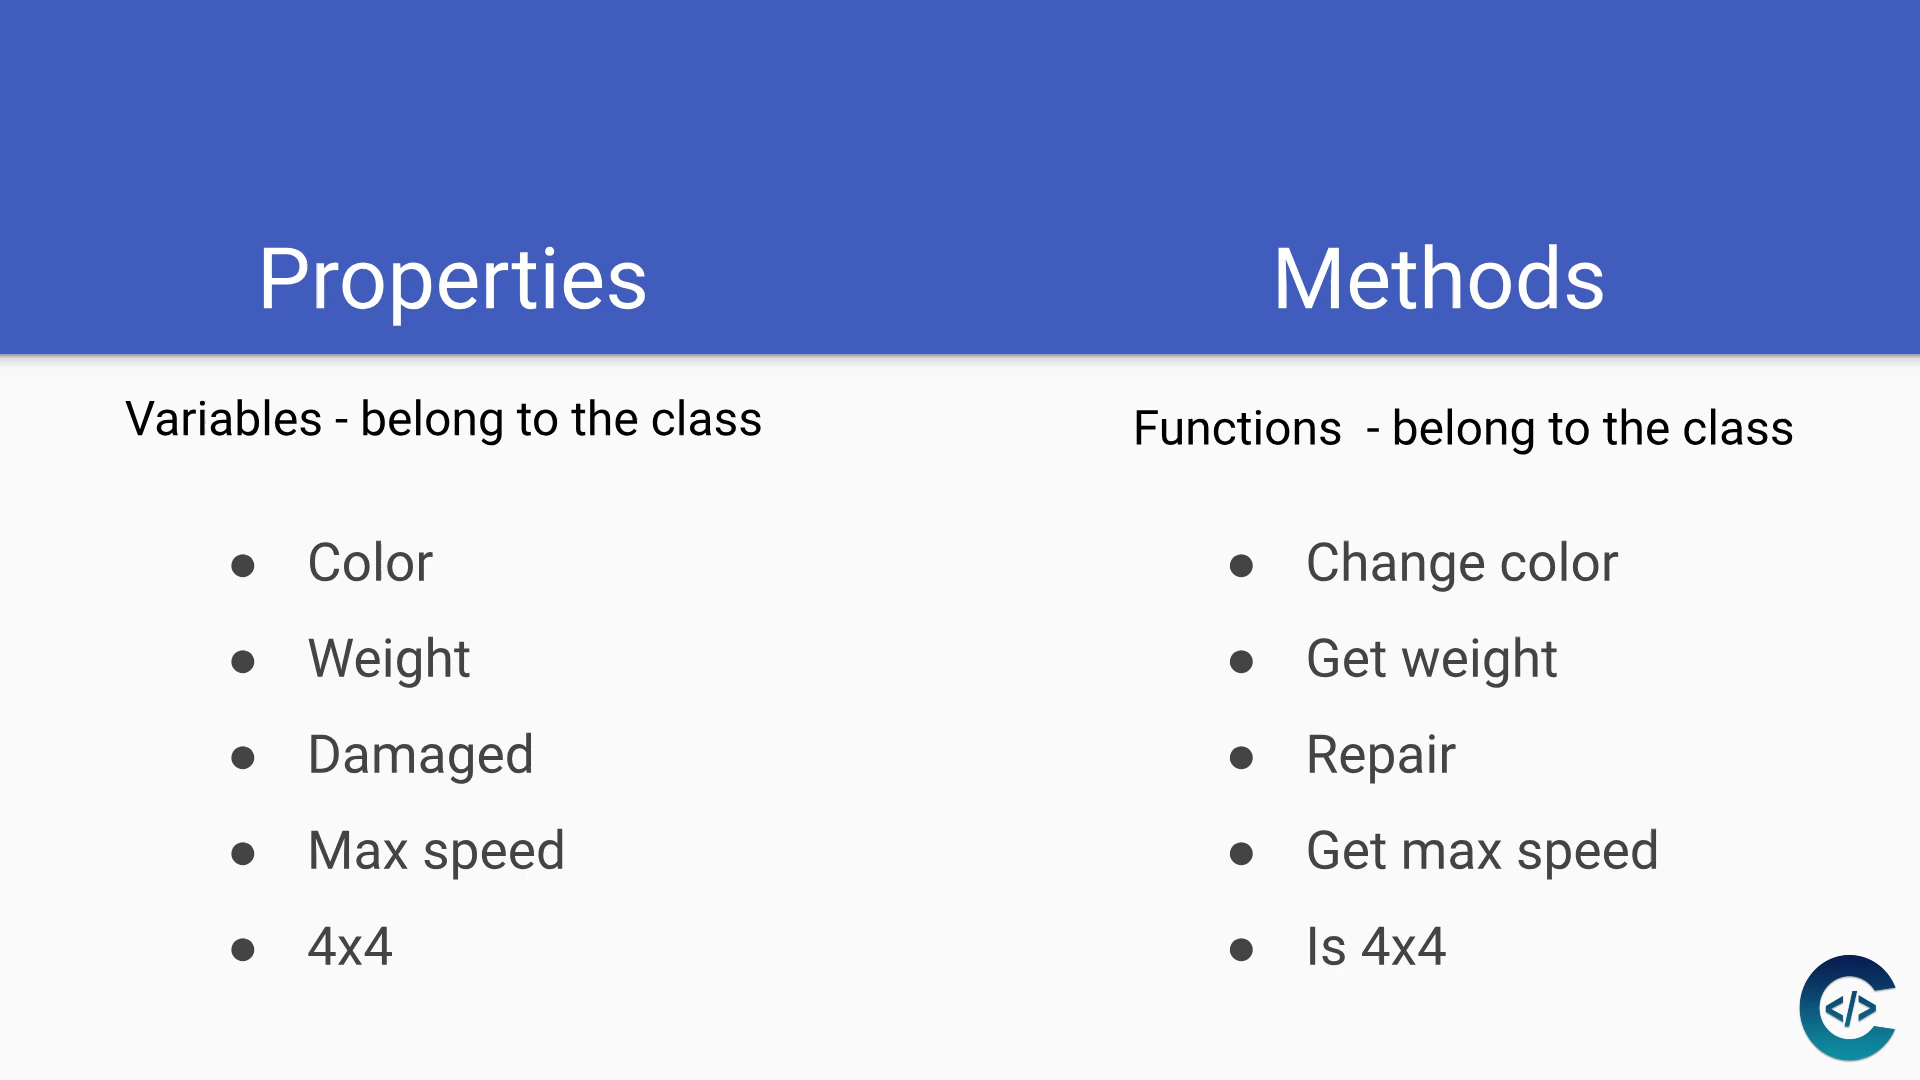 Properties
Variables - belong to the class
● Color
● Weight
● Damaged
● Max speed
● 4x4
Methods
Functions  - belong to the class
● Change color
● Get weight
● Repair
● Get max speed
● Is 4x4
</>